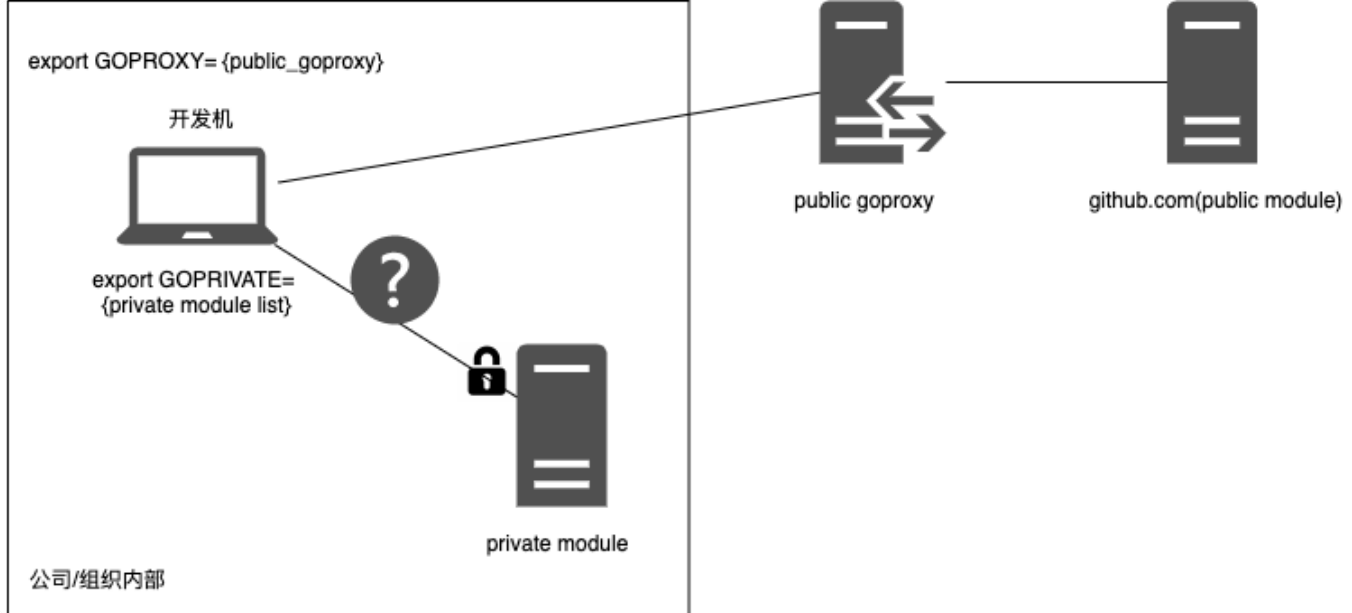 export GOPROXY= {public_goproxy}
开发机
public goproxy
github.com(public module)
export GOPRIVATE=
{private module list}
?
private module
公司/组织内部